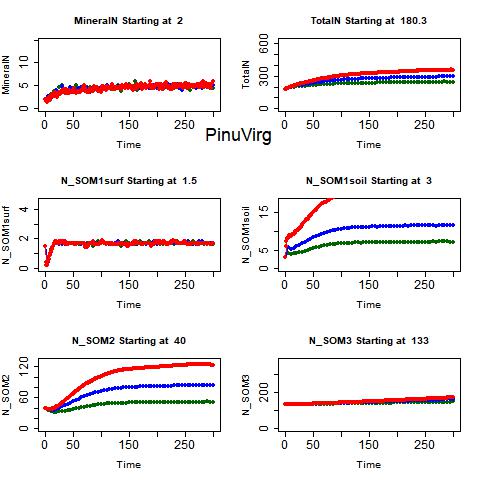 MineralN Starting at  2
MineralN
0 5 10
0 50 150 250
Time
TotalN Starting at  180.3
TotalN
0 300 600
0 50 150 250
Time
PinuVirg
N_SOM1surf Starting at  1.5
N_SOM1surf
0 2 4
0 50 150 250
Time
N_SOM1soil Starting at  3
N_SOM1soil
0 5 15
0 50 150 250
Time
N_SOM2 Starting at  40
N_SOM2
0 60 120
0 50 150 250
Time
N_SOM3 Starting at  133
N_SOM3
0 200
0 50 150 250
Time